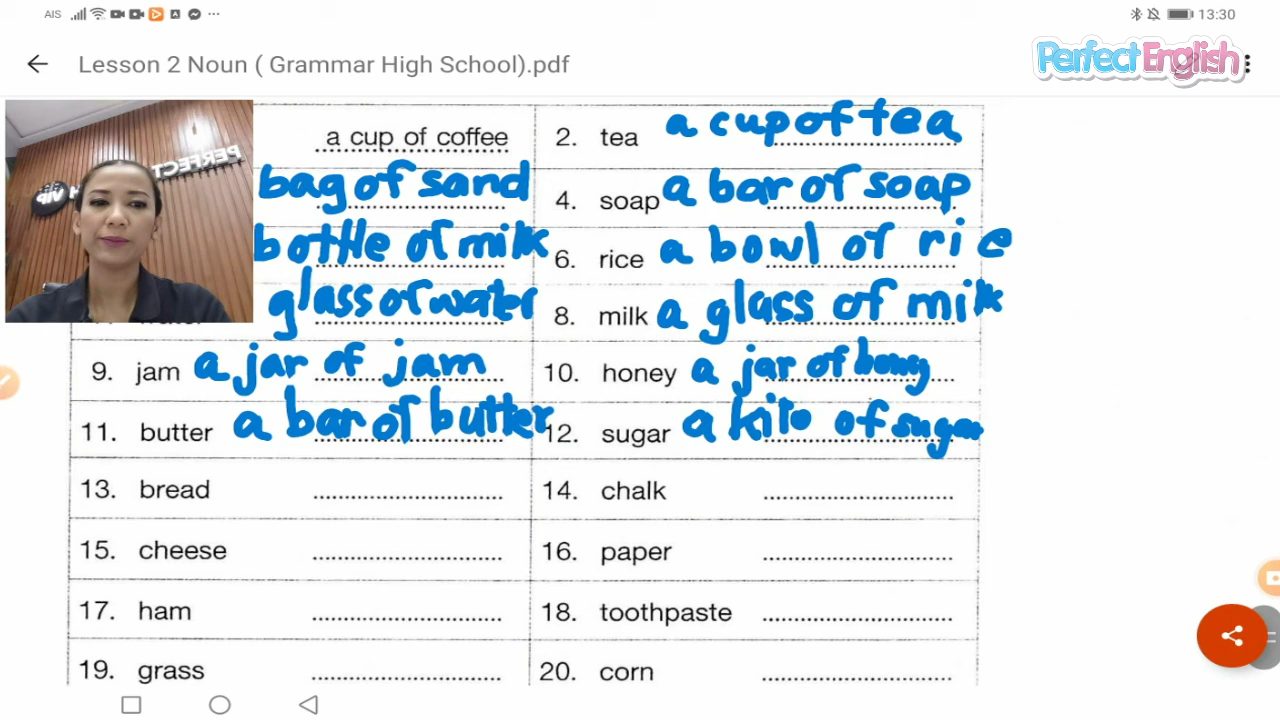 AIS 13:30
Lesson 2 Noun ( Grammar High School).pdf
Perfect English
a cup of coffee
2. tea a cup of tea
bag of sand
4. soap a bar of soap
bottle of milk
6. rice a bowl of rice
glass of water
8. milk a glass of milk
9. jam a jar of jam
10. honey a jar of honey
11. butter a bar of butter
12. sugar a kilo of sugar
13. bread
14. chalk
15. cheese
16. paper
17. ham
18. toothpaste
19. grass
20. corn